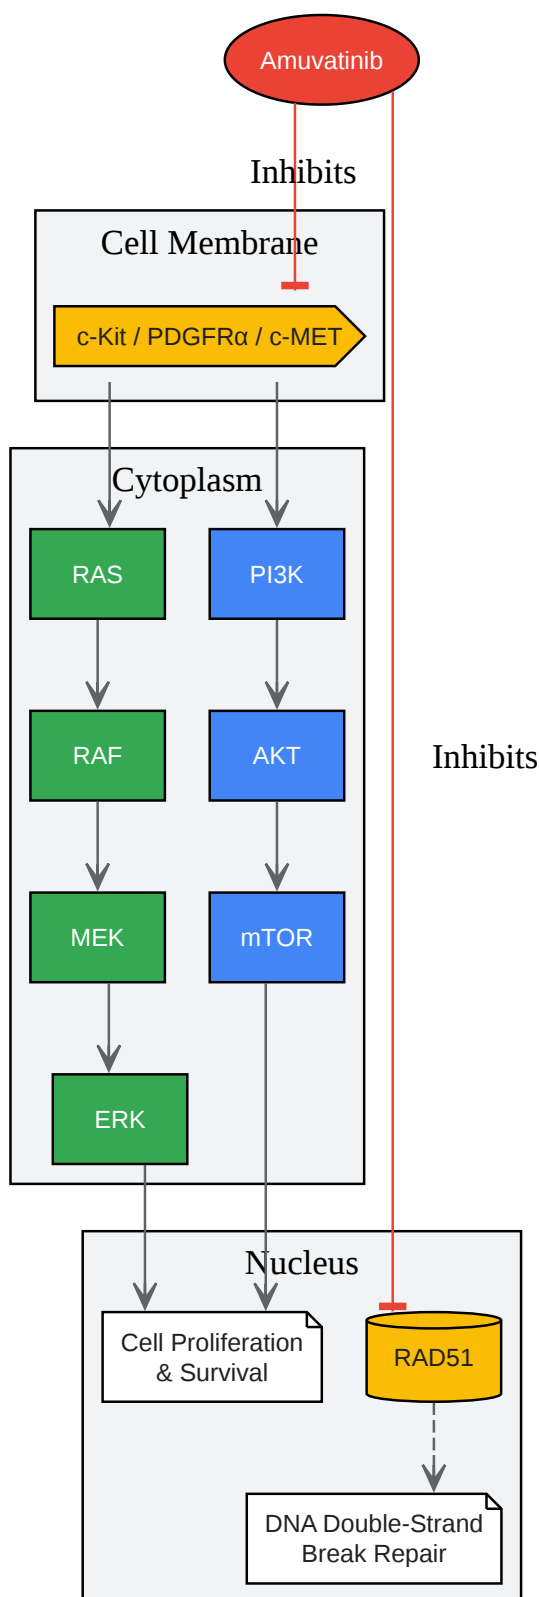 Amuvatinib
Inhibits
Cell Membrane
c-Kit / PDGFRα / c-MET
Cytoplasm
RAS
PI3K
RAF
AKT
Inhibits
MEK
mTOR
ERK
Nucleus
Cell Proliferation
& Survival
RAD51
DNA Double-Strand
Break Repair